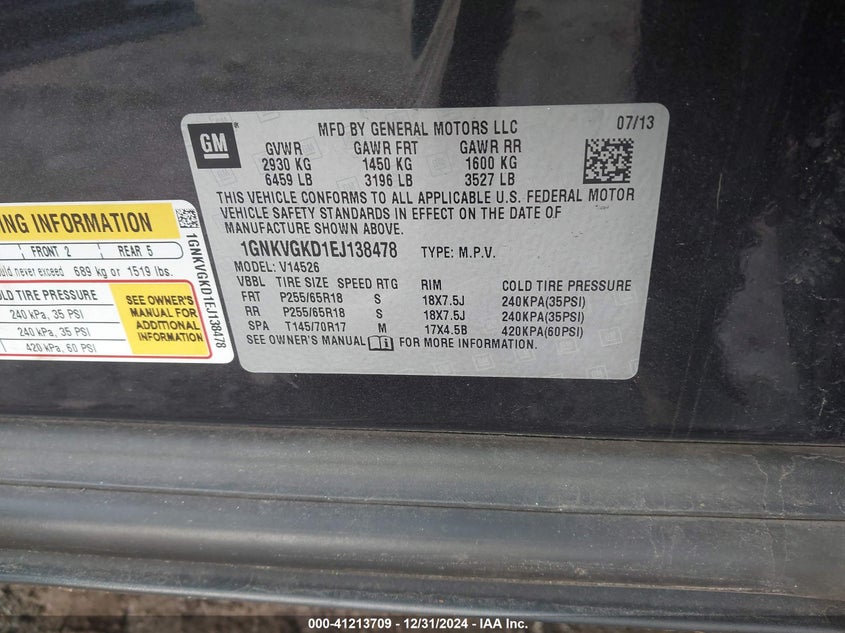 GM
MFD BY GENERAL MOTORS LLC
07/13
GVWR GAWR FRT GAWR RR
2930 KG 1450 KG 1600 KG
6459 LB 3196 LB 3527 LB
THIS VEHICLE CONFORMS TO ALL APPLICABLE U.S. FEDERAL MOTOR
VEHICLE SAFETY STANDARDS IN EFFECT ON THE DATE OF
MANUFACTURE SHOWN ABOVE.
1GNKVGKD1EJ138478 TYPE: M.P.V.
MODEL: V14526
VBBL TIRE SIZE SPEED RTG RIM COLD TIRE PRESSURE
FRT P255/65R18 S 18X7.5J 240KPA(35PSI)
RR P255/65R18 S 18X7.5J 240KPA(35PSI)
SPA T145/70R17 M 17X4.5B 420KPA(60PSI)
SEE OWNER'S MANUAL FOR MORE INFORMATION.
ING INFORMATION
FRONT 2 REAR 5
never exceed 689 kg or 1519 lbs.
COLD TIRE PRESSURE
240 kPa, 35 PSI
240 kPa, 35 PSI
420 kPa, 60 PSI
SEE OWNER'S
MANUAL FOR
ADDITIONAL
INFORMATION
1GNKVGKD1EJ138478
000-41213709 - 12/31/2024 - IAA Inc.